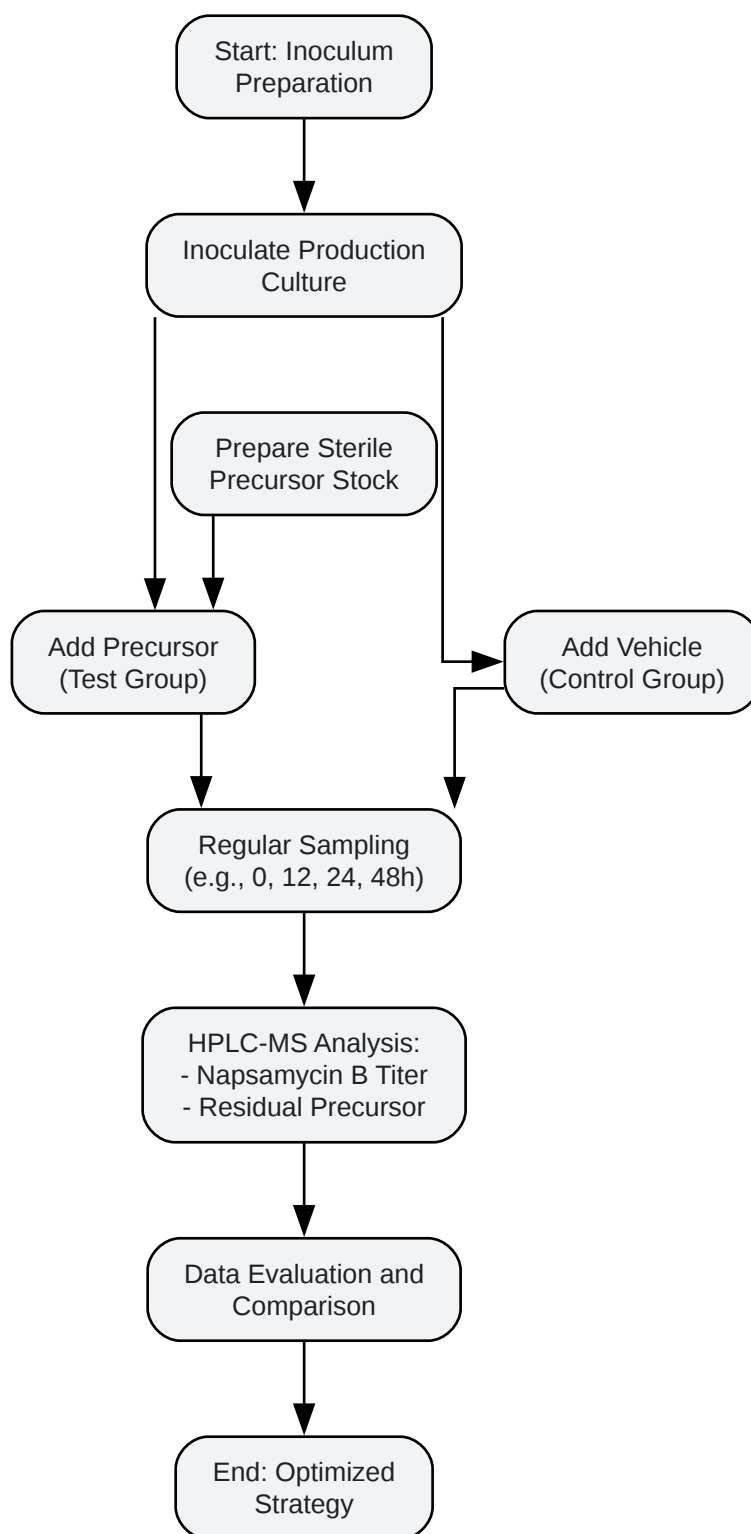 Start: Inoculum
Preparation
Inoculate Production
Culture
Prepare Sterile
Precursor Stock
Add Precursor
(Test Group)
Add Vehicle
(Control Group)
Regular Sampling
(e.g., 0, 12, 24, 48h)
HPLC-MS Analysis:
- Napsamycin B Titer
- Residual Precursor
Data Evaluation and
Comparison
End: Optimized
Strategy